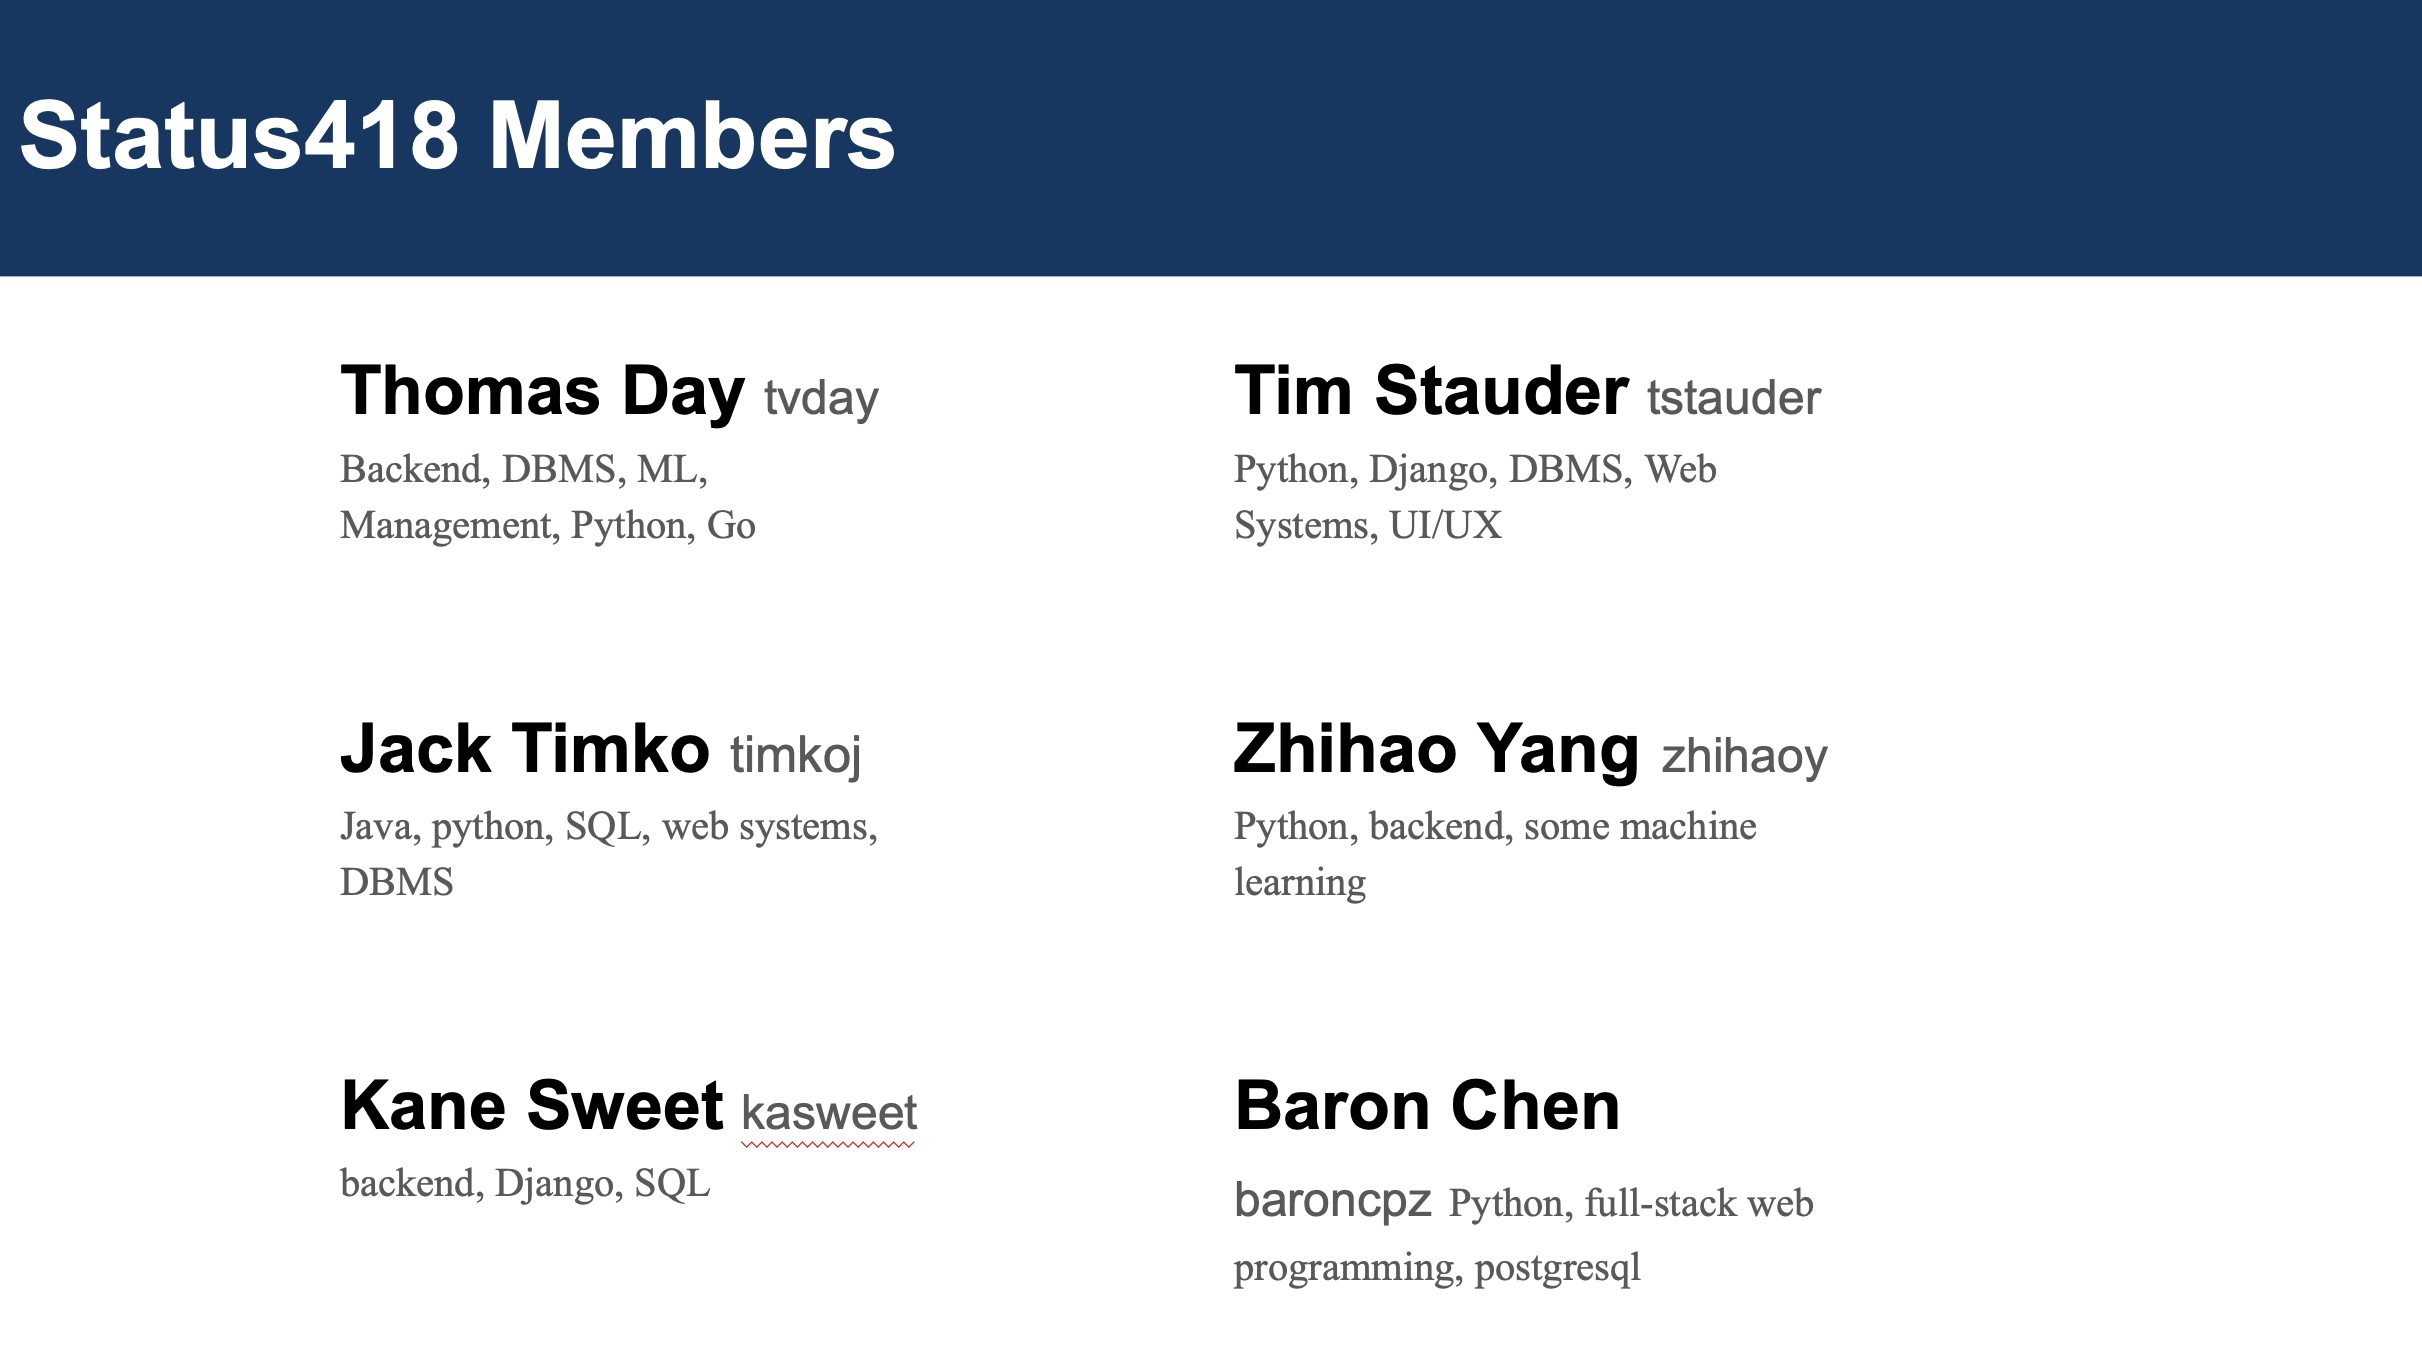 Status418 Members
Thomas Day tvday
Backend, DBMS, ML,
Management, Python, Go
Tim Stauder tstauder
Python, Django, DBMS, Web
Systems, UI/UX
Jack Timko timkoj
Java, python, SQL, web systems,
DBMS
Zhihao Yang zhihaoy
Python, backend, some machine
learning
Kane Sweet kasweet
backend, Django, SQL
Baron Chen
baroncpz Python, full-stack web
programming, postgresql